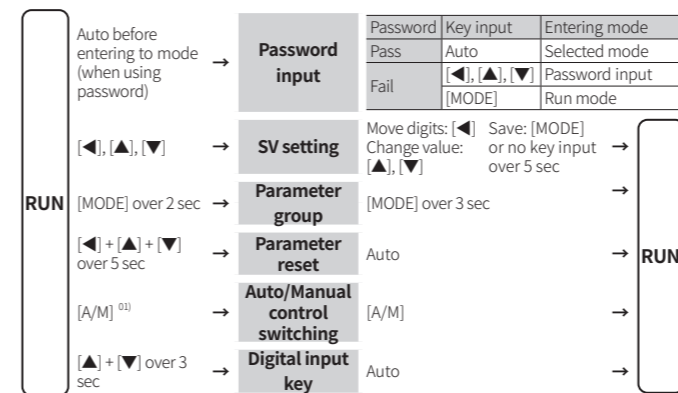 Auto before
entering to mode
(when using
password)
→
Password
input
Password Key input Entering mode
Pass Auto Selected mode
Fail [◀], [▲], [▼] Password input
[MODE] Run mode
[◀], [▲], [▼] → SV setting
Move digits: [◀]
Change value:
[▲], [▼]
Save: [MODE]
or no key input
over 5 sec
→
RUN
[MODE] over 2 sec →
Parameter
group
[MODE] over 3 sec
→
[◀] + [▲] + [▼]
over 5 sec
→
Parameter
reset
Auto →
RUN
[A/M] 01) →
Auto/Manual
control
switching
[A/M] →
[▲] + [▼] over 3
sec
→
Digital input
key
Auto →